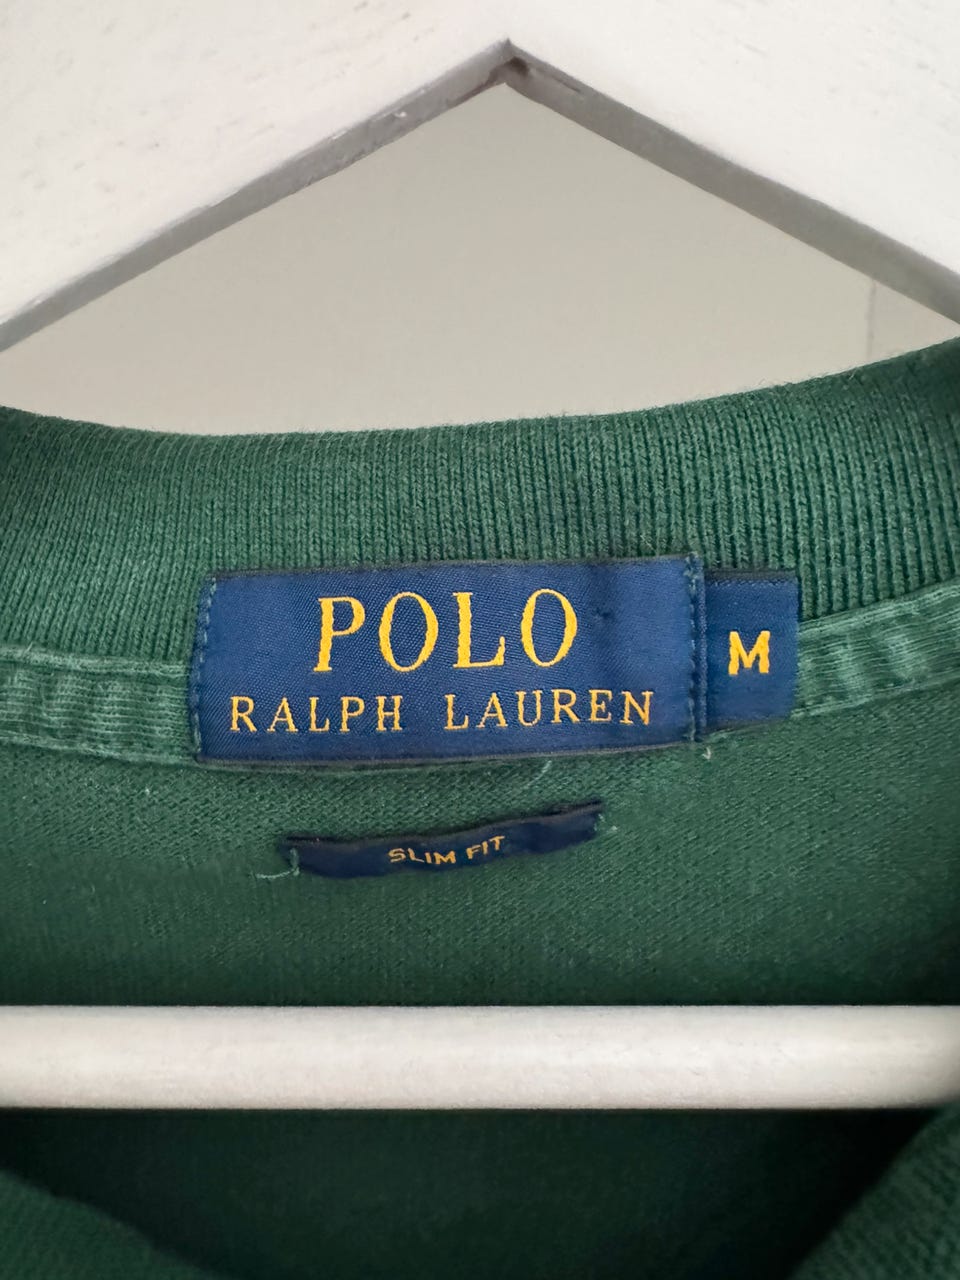 POLO
RALPH LAUREN
M
SLIM FIT